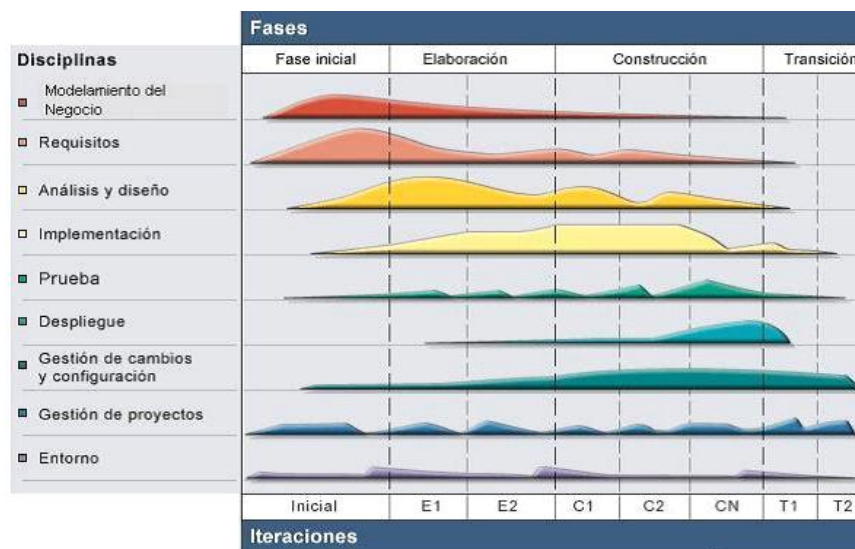 Fases
Disciplinas
Fase inicial Elaboración Construcción Transición
Modelamiento del
Negocio
Requisitos
Análisis y diseño
Implementación
Prueba
Despliegue
Gestión de cambios
y configuración
Gestión de proyectos
Entorno
Inicial E1 E2 C1 C2 CN T1 T2
Iteraciones